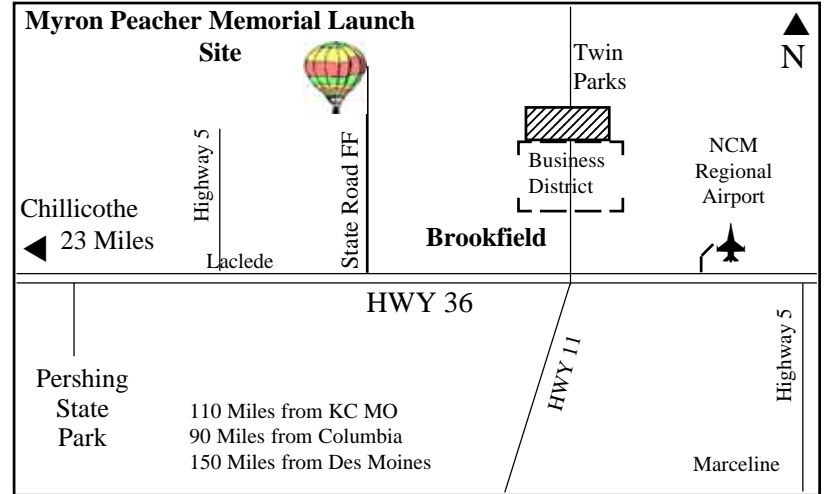 Myron Peacher Memorial Launch
Site
N
Twin
Parks
Highway 5
State Road FF
Business
District
NCM
Regional
Airport
Chillicothe
23 Miles
Laclede
Brookfield
HWY 36
HWY 11
Highway 5
Pershing
State
Park
110 Miles from KC MO
90 Miles from Columbia
150 Miles from Des Moines
Marceline